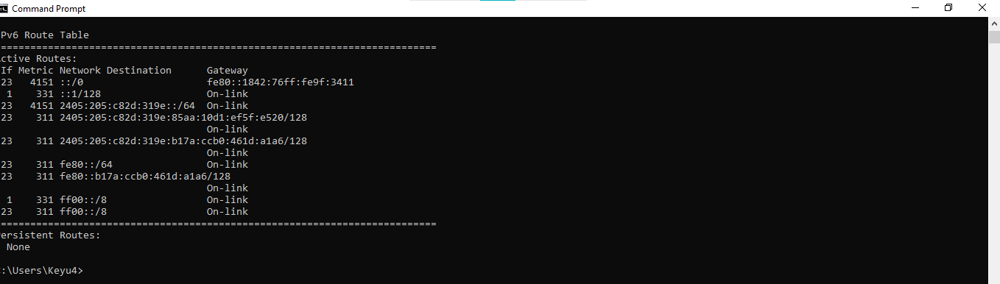 Command Prompt
Pv6 Route Table
===========================================================================
ctive Routes:
If Metric Network Destination      Gateway
23   4151 ::/0                     fe80::1842:76ff:fe9f:3411
1    331 ::1/128                  On-link
23   4151 2405:205:c82d:319e::/64  On-link
23    311 2405:205:c82d:319e:85aa:10d1:ef5f:e520/128
On-link
23    311 2405:205:c82d:319e:b17a:ccb0:461d:a1a6/128
On-link
23    311 fe80::/64                On-link
23    311 fe80::b17a:ccb0:461d:a1a6/128
On-link
1    331 ff00::/8                 On-link
23    311 ff00::/8                 On-link
===========================================================================
ersistent Routes:
None
:\Users\Keyu4>